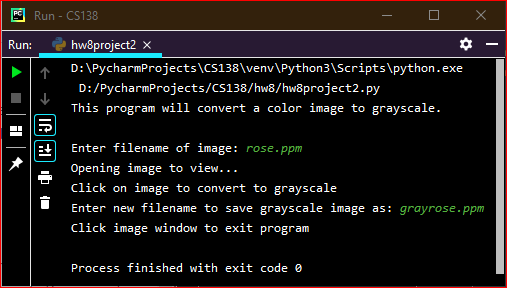 PC
Run - CS138
Run: hw8project2
D:\PycharmProjects\CS138\venv\Python3\Scripts\python.exe
D:/PycharmProjects/CS138/hw8/hw8project2.py
This program will convert a color image to grayscale.
Enter filename of image: rose.ppm
Opening image to view...
Click on image to convert to grayscale
Enter new filename to save grayscale image as: grayrose.ppm
Click image window to exit program
Process finished with exit code 0